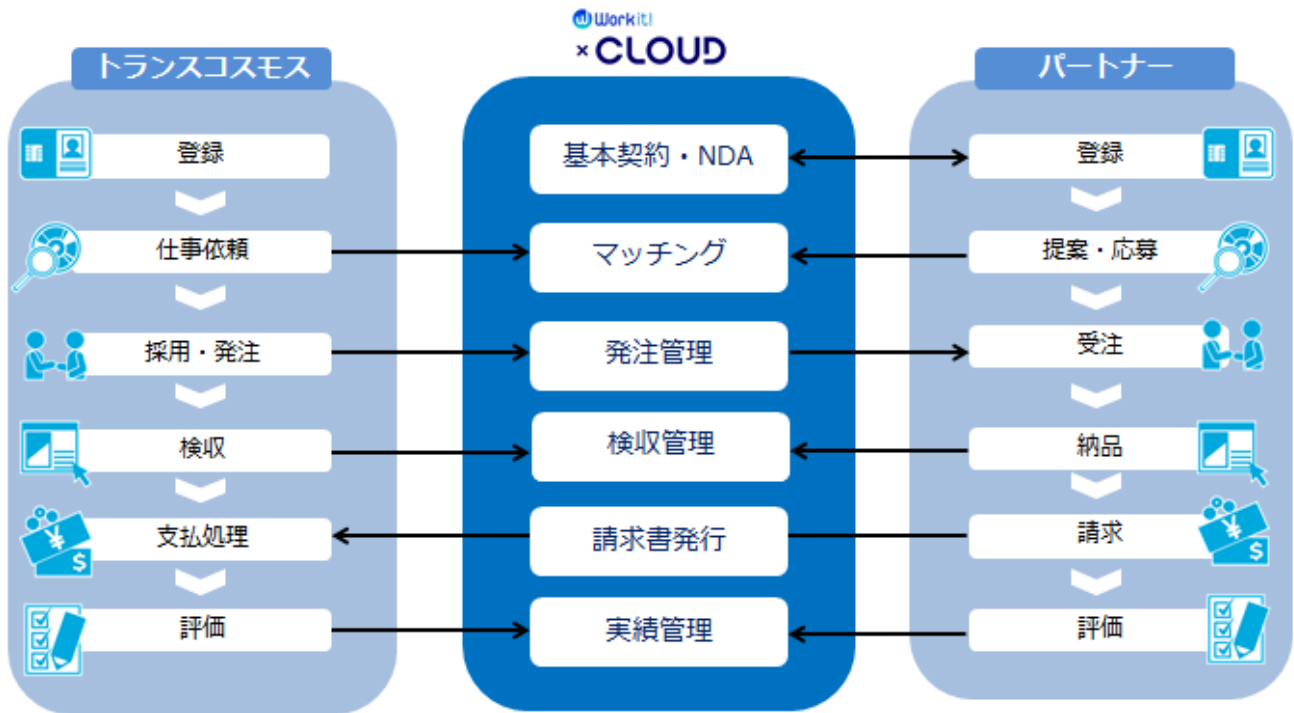 Workit!
×CLOUD
トランスコスモス
パートナー
登録
基本契約・NDA
登録
仕事依頼
マッチング
提案・応募
採用・発注
発注管理
受注
検収
検収管理
納品
支払処理
請求書発行
請求
評価
実績管理
評価